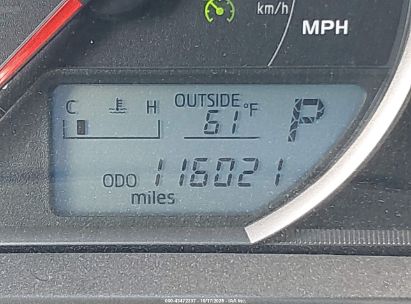 km/h
MPH
C H OUTSIDE
61 °F P
ODO 116021
miles